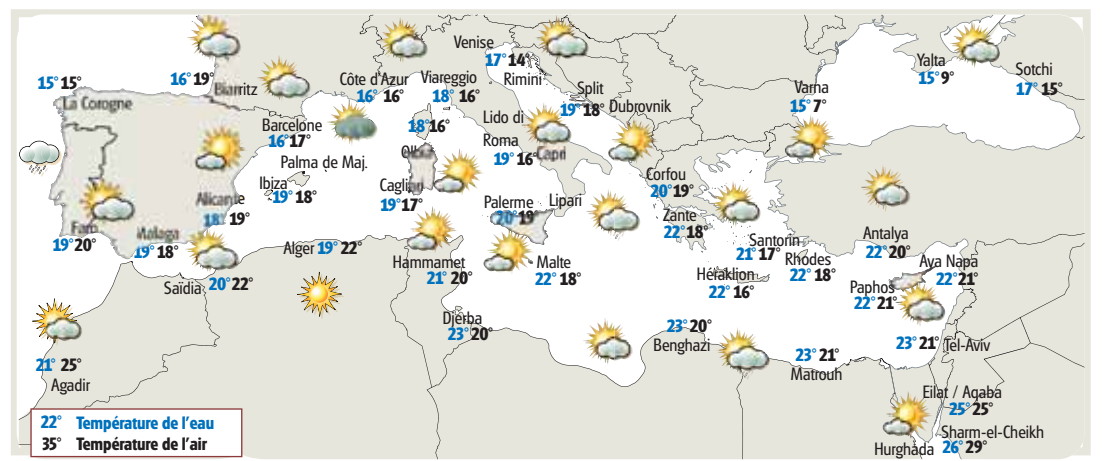 Venise
17° 14°
Rimini
Yalta
15° 9°
Sotchi
17° 15°
15° 15°
La Corogne
16° 19°
Biarritz
Côte d'Azur
16° 16°
Viareggio
18° 16°
Split
19° 18°
Dubrovnik
Varna
15° 7°
Barcelone
16° 17°
18° 16°
Olbia
Lido di
Roma
19° 16°
Capri
Palma de Maj.
Ibiza
19° 18°
Cagliari
19° 17°
Corfou
20° 19°
Alicante
18° 19°
Palerme
20° 19°
Lipari
Zante
22° 18°
Faro
19° 20°
Malaga
19° 18°
Alger 19° 22°
Santorin
21° 17°
Antalya
22° 20°
Hammamet
21° 20°
Malte
22° 18°
Héraklion
22° 16°
Rhodes
22° 18°
Aya Napa
22° 21°
Paphos
22° 21°
Saïdia 20° 22°
Djerba
23° 20°
23° 20°
Benghazi
23° 21°
Matrouh
23° 21°
Tel-Aviv
21° 25°
Agadir
Eilat / Aqaba
25° 25°
Sharm-el-Cheikh
26° 29°
Hurghada
22° Température de l'eau
35° Température de l'air